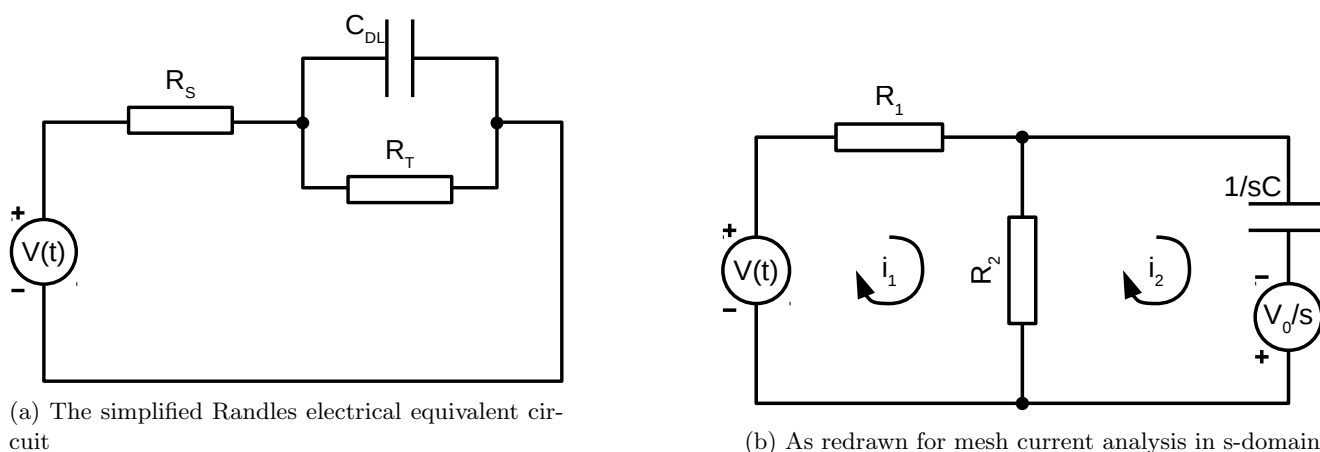 C_DL
R_S
R_T
+
V(t)
−
(a) The simplified Randles electrical equivalent cir-
cuit
R_1
1/sC
+
V(t)
−
i_1
R_2
i_2
−
V_0/s
+
(b) As redrawn for mesh current analysis in s-domain